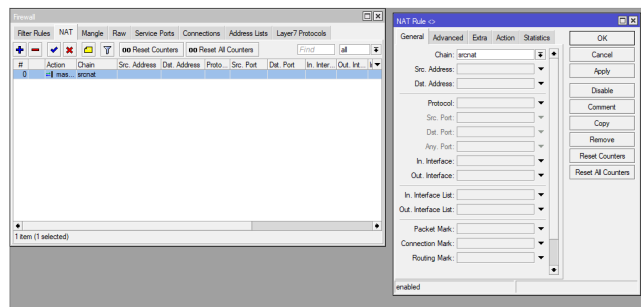 Firewall
Filter Rules NAT Mangle Raw Service Ports Connections Address Lists Layer7 Protocols
00 Reset Counters 00 Reset All Counters Find all
# Action Chain Src. Address Dst. Address Proto... Src. Port Dst. Port In. Inter... Out. Int...
0 mas... srcnat
1 item (1 selected)
NAT Rule <>
General Advanced Extra Action Statistics
Chain: srcnat
Src. Address:
Dst. Address:
Protocol:
Src. Port:
Dst. Port:
Any. Port:
In. Interface:
Out. Interface:
In. Interface List:
Out. Interface List:
Packet Mark:
Connection Mark:
Routing Mark:
enabled
OK
Cancel
Apply
Disable
Comment
Copy
Remove
Reset Counters
Reset All Counters